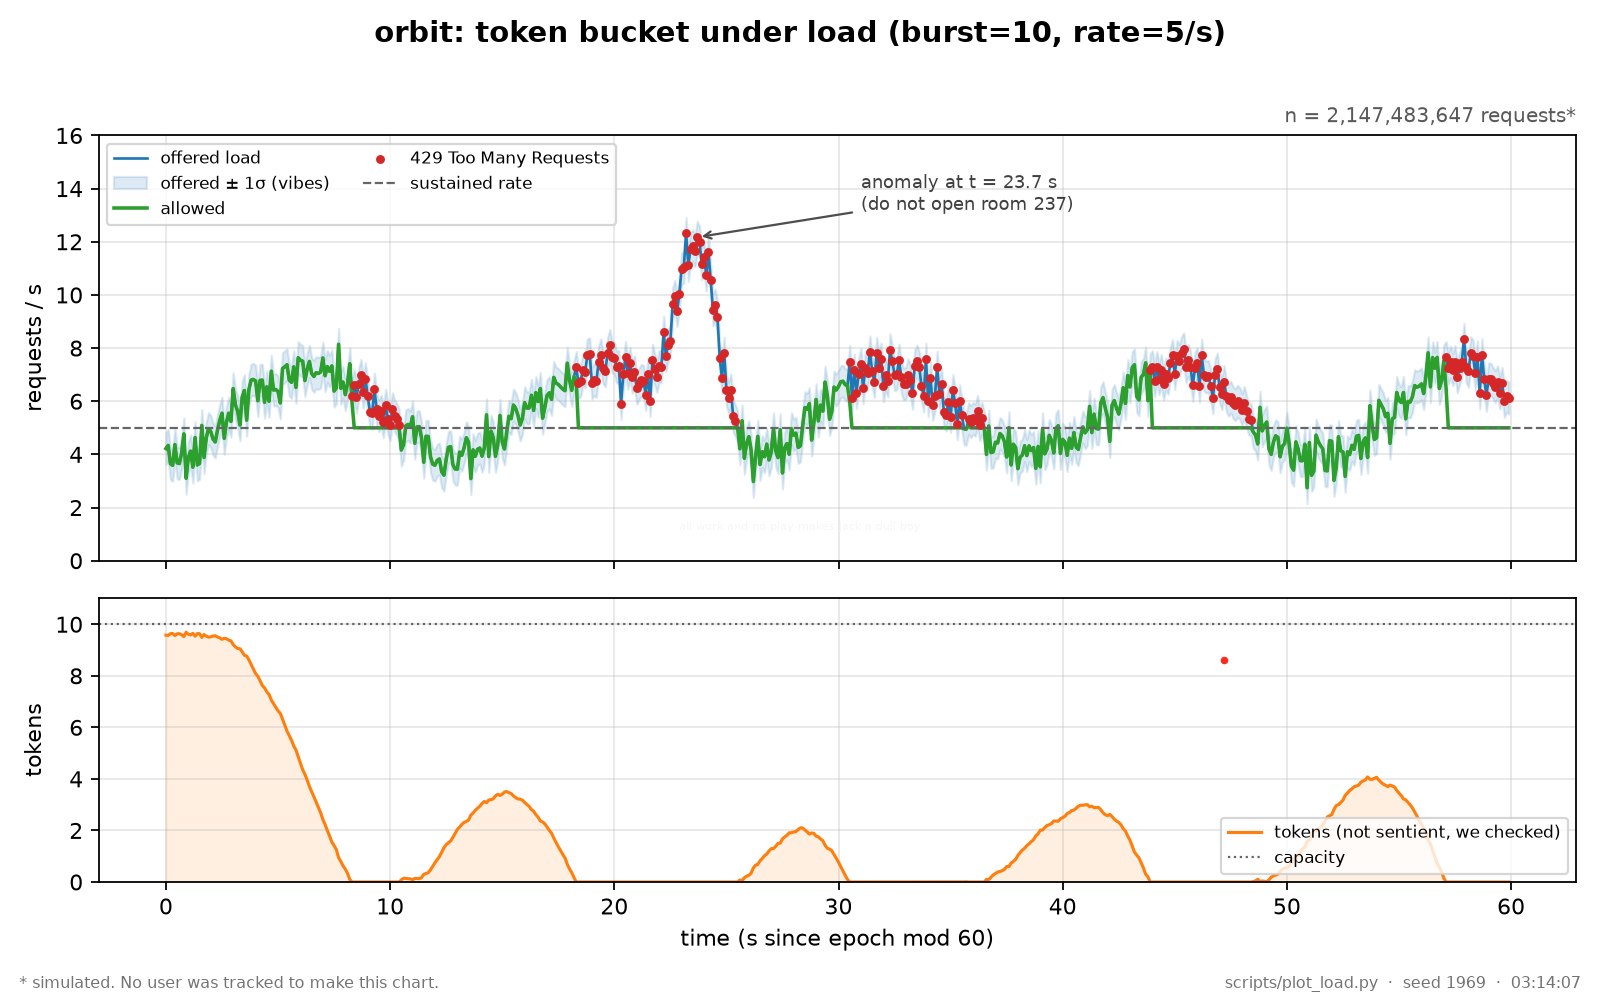 orbit: token bucket under load (burst=10, rate=5/s)
n = 2,147,483,647 requests*
16
14
12
10
8
6
4
2
0
requests / s
offered load
offered ± 1σ (vibes)
allowed
429 Too Many Requests
sustained rate
anomaly at t = 23.7 s
(do not open room 237)
all work and no play makes jack a dull boy
10
8
6
4
2
0
tokens
tokens (not sentient, we checked)
capacity
0 10 20 30 40 50 60
time (s since epoch mod 60)
* simulated. No user was tracked to make this chart.
scripts/plot_load.py · seed 1969 · 03:14:07